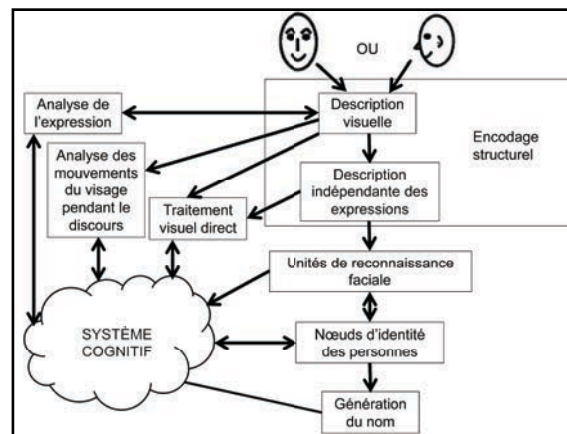 OU
Analyse de
l'expression
Description
visuelle
Encodage
structurel
Analyse des
mouvements
du visage
pendant le
discours
Traitement
visuel direct
Description
indépendante des
expressions
Unités de reconnaissance
faciale
SYSTÈME
COGNITIF
Nœuds d'identité
des personnes
Génération
du nom